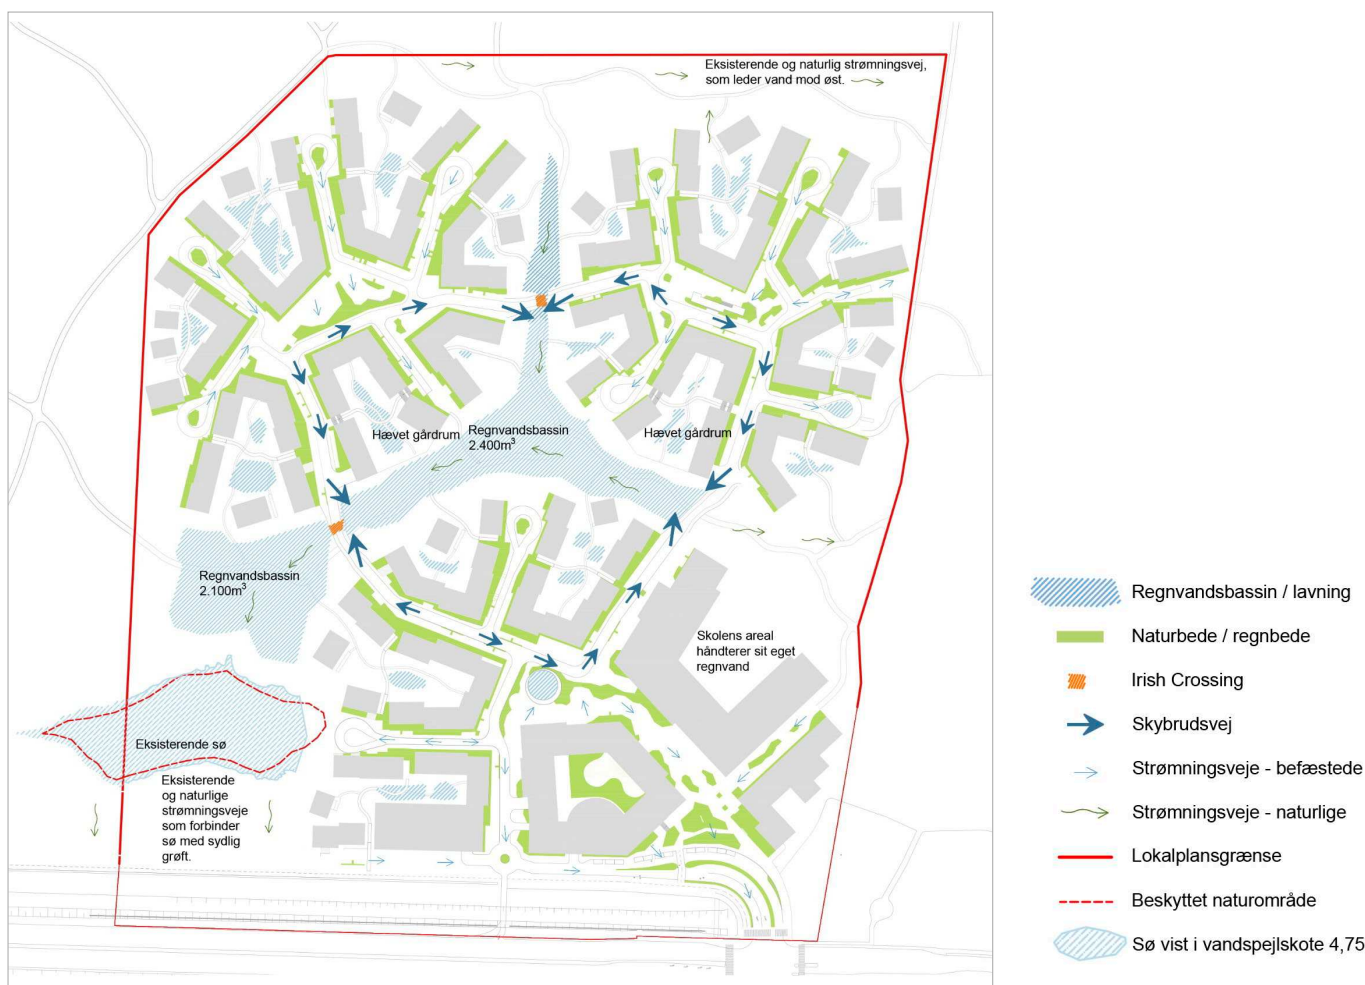 Eksisterende og naturlig strømningsvej,
som leder vand mod øst.
Hævet gårdrum
Regnvandsbassin
2.400m³
Hævet gårdrum
Regnvandsbassin
2.100m³
Skolens areal
håndterer sit eget
regnvand
Eksisterende sø
Eksisterende
og naturlige
strømningsveje
som forbinder
sø med sydlig
grøft.
Regnvandsbassin / lavning
Naturbede / regnbede
Irish Crossing
Skybrudsvej
Strømningsveje - befæstede
Strømningsveje - naturlige
Lokalplansgrænse
Beskyttet naturområde
Sø vist i vandspejlskote 4,75